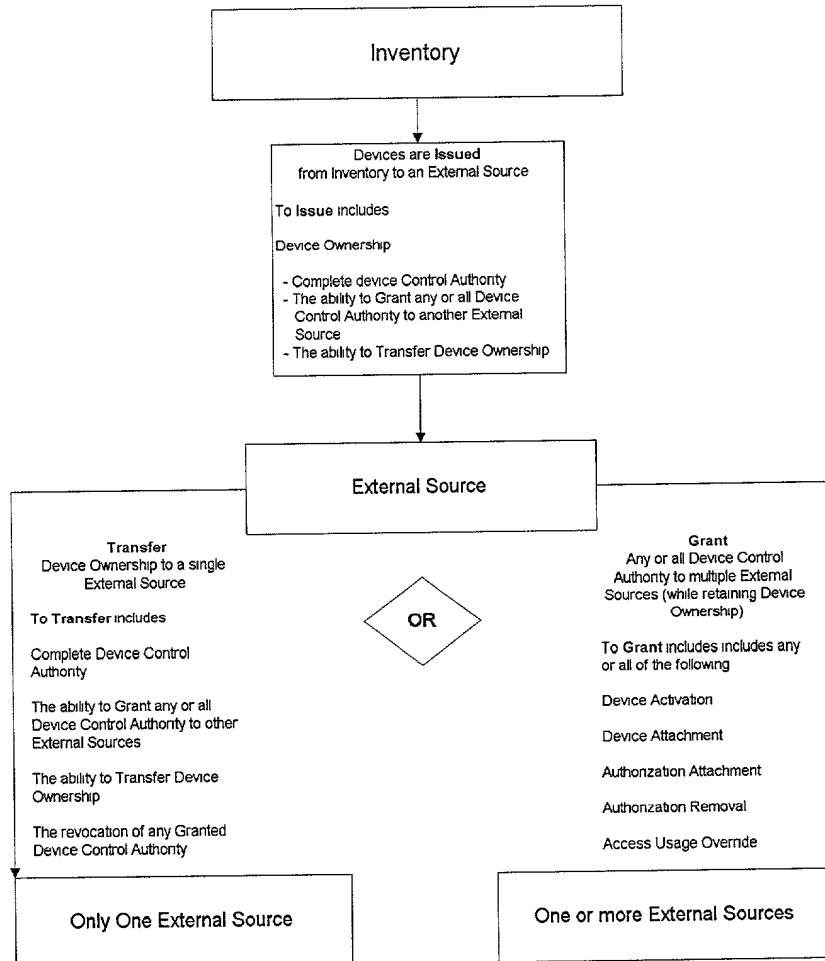 Inventory
Devices are Issued
from Inventory to an External Source
To Issue includes
Device Ownership
- Complete device Control Authority
- The ability to Grant any or all Device
Control Authority to another External
Source
- The ability to Transfer Device Ownership
External Source
Transfer
Device Ownership to a single
External Source
To Transfer includes
Complete Device Control
Authority
The ability to Grant any or all
Device Control Authority to other
External Sources
The ability to Transfer Device
Ownership
The revocation of any Granted
Device Control Authority
OR
Grant
Any or all Device Control
Authority to multiple External
Sources (while retaining Device
Ownership)
To Grant includes includes any
or all of the following
Device Activation
Device Attachment
Authorization Attachment
Authorization Removal
Access Usage Override
Only One External Source
One or more External Sources